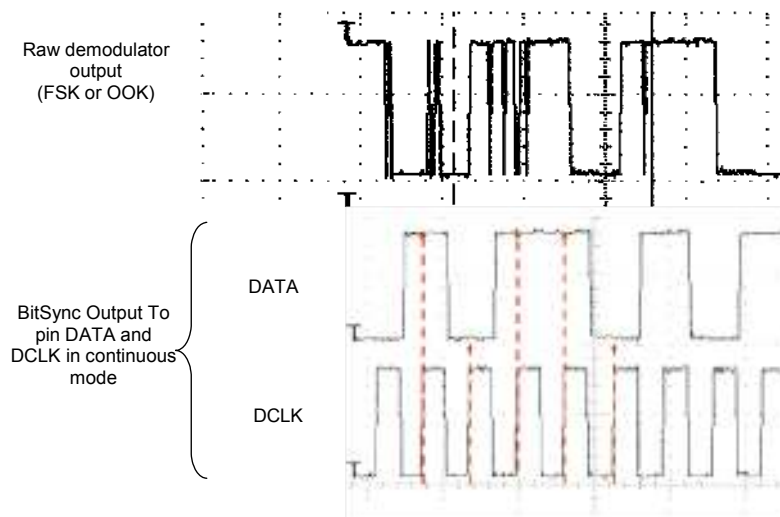 Raw demodulator
output
(FSK or OOK)
BitSync Output To
pin DATA and
DCLK in continuous
mode
DATA
DCLK